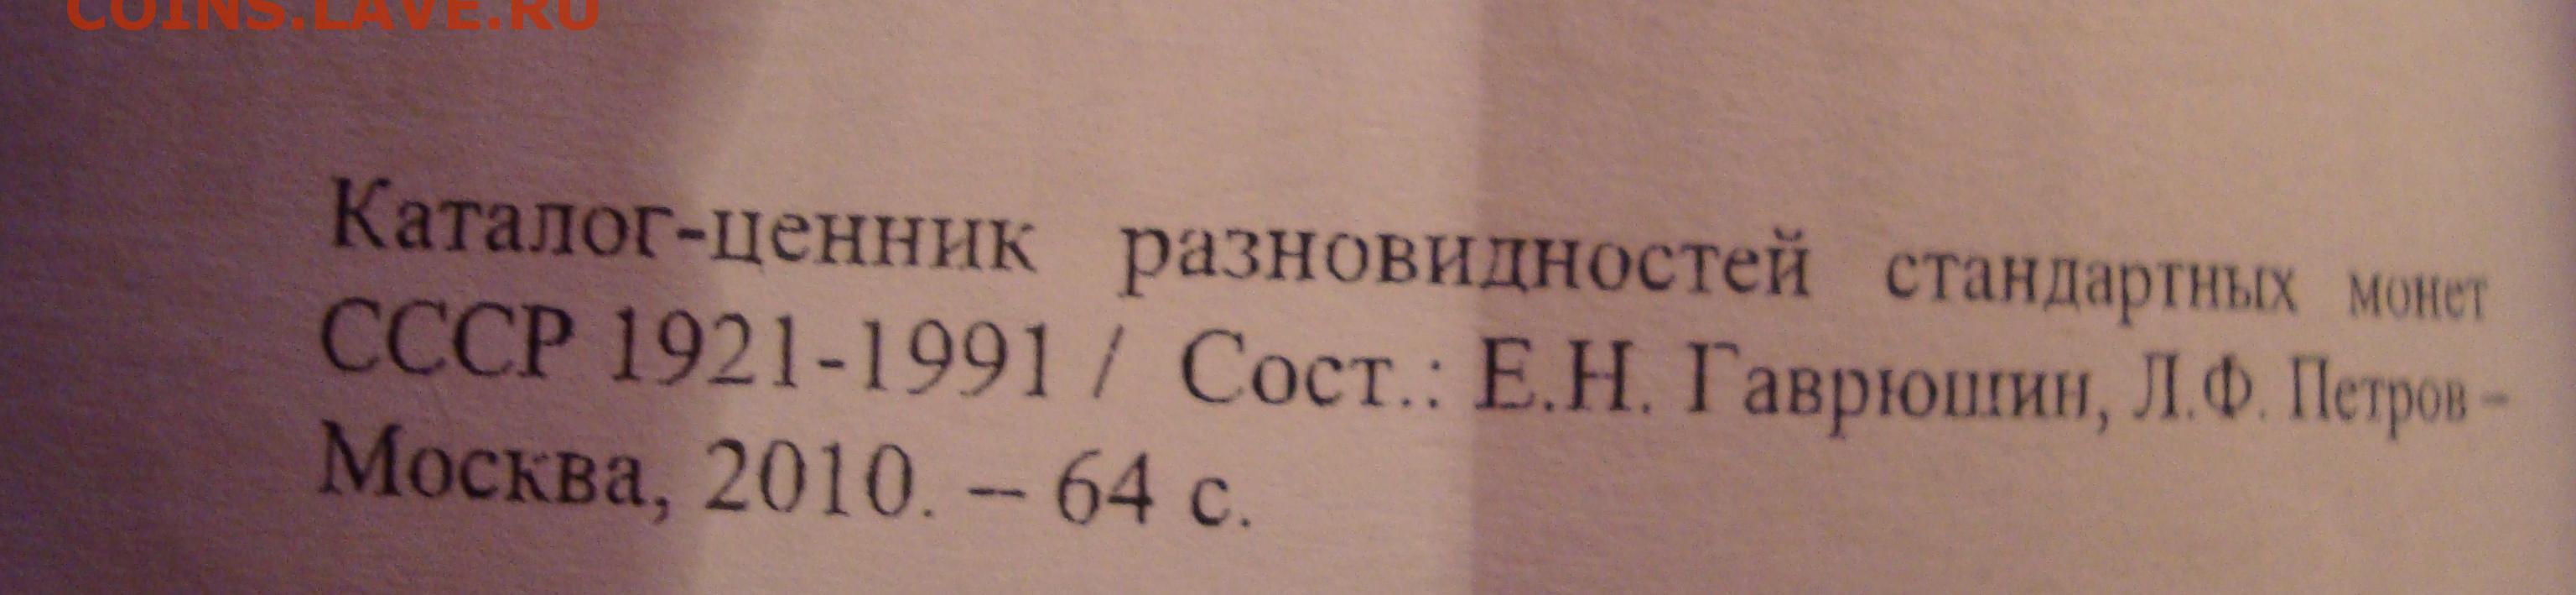 COINS.LAVE.RU
Каталог-ценник разновидностей стандартных монет
СССР 1921-1991 / Сост.: Е.Н. Гаврюшин, Л.Ф. Петров –
Москва, 2010. – 64 с.